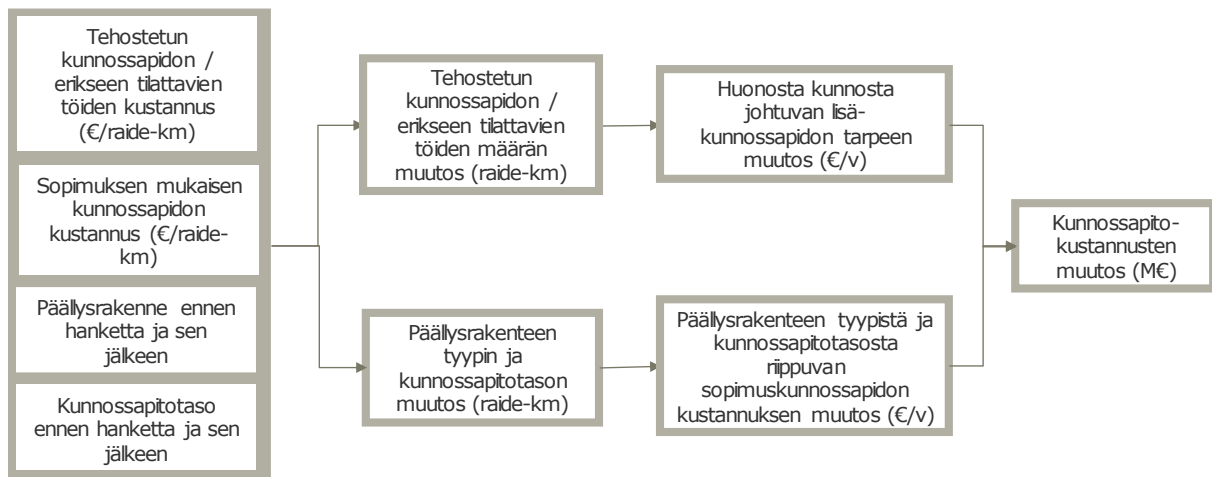 Tehostetun
kunnossapidon /
erikseen tilattavien
töiden kustannus
(€/raide-km)
Sopimuksen mukaisen
kunnossapidon
kustannus (€/raide-
km)
Päällysrakenne ennen
hanketta ja sen
jälkeen
Kunnossapitotaso
ennen hanketta ja sen
jälkeen
Tehostetun
kunnossapidon /
erikseen tilattavien
töiden määrän
muutos (raide-km)
Päällysrakenteen
tyypin ja
kunnossapitotason
muutos (raide-km)
Huonosta kunnosta
johtuvan lisä-
kunnossapidon tarpeen
muutos (€/v)
Päällysrakenteen tyypistä ja
kunnossapitotasosta
riippuvan
sopimuskunnossapidon
kustannuksen muutos (€/v)
Kunnossapito-
kustannusten
muutos (M€)